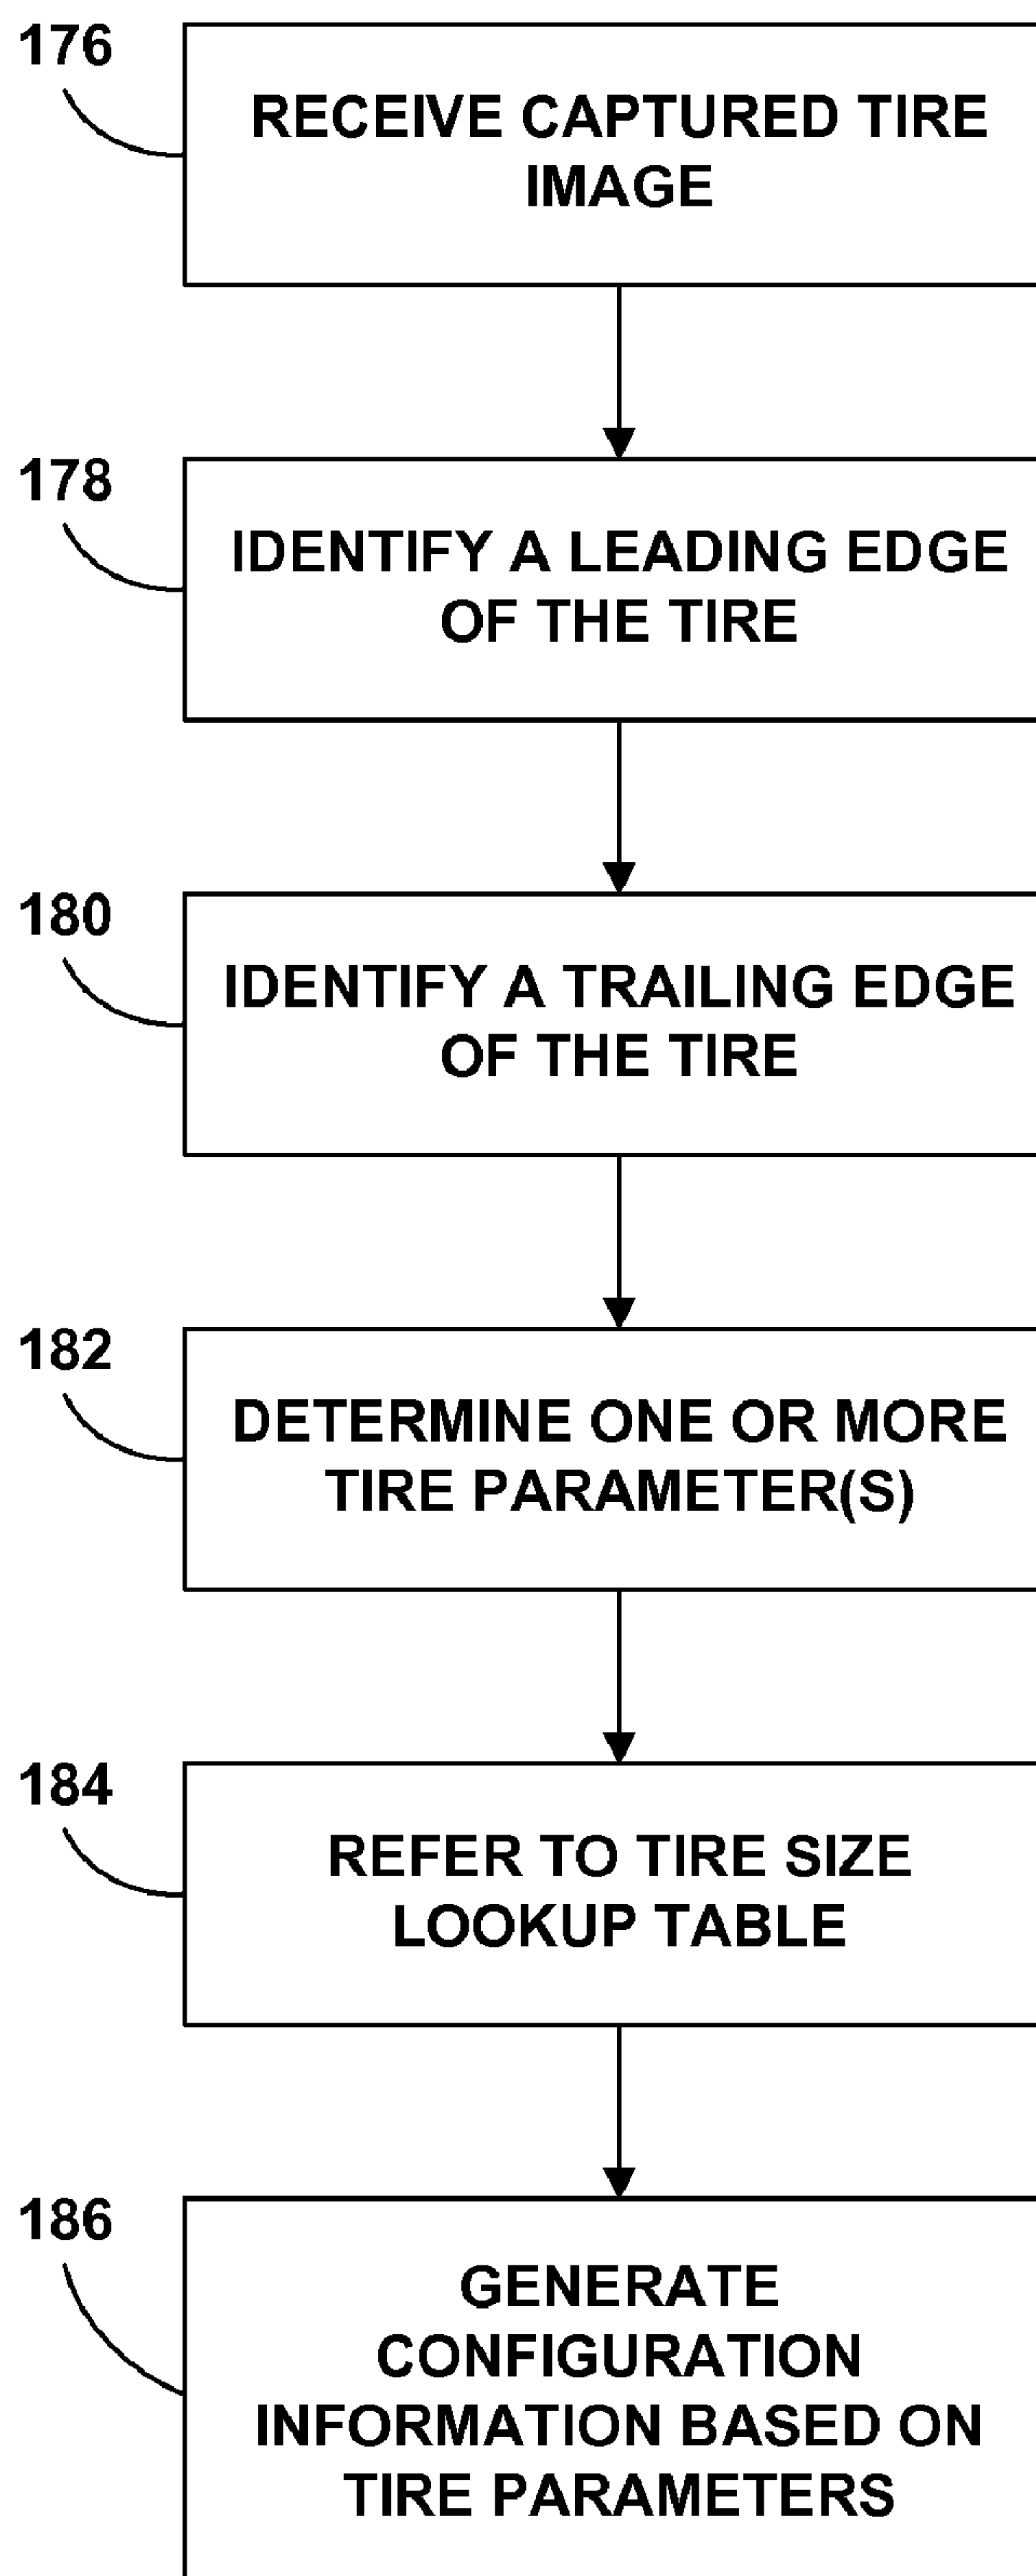 176
RECEIVE CAPTURED TIRE
IMAGE
178
IDENTIFY A LEADING EDGE
OF THE TIRE
180
IDENTIFY A TRAILING EDGE
OF THE TIRE
182
DETERMINE ONE OR MORE
TIRE PARAMETER(S)
184
REFER TO TIRE SIZE
LOOKUP TABLE
186
GENERATE
CONFIGURATION
INFORMATION BASED ON
TIRE PARAMETERS